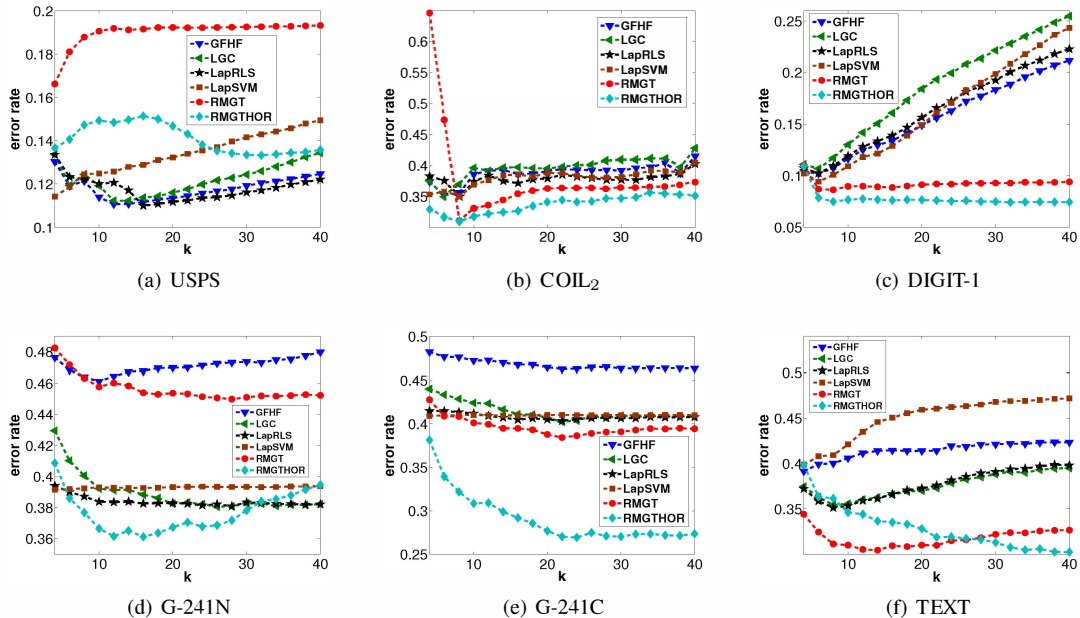 0.2
0.18
0.16
0.14
0.12
0.1
error rate
GFHF
LGC
LapRLS
LapSVM
RMGT
RMGTHOR
10 20 30 40
k
(a) USPS
0.6
0.55
0.5
0.45
0.4
0.35
error rate
GFHF
LGC
LapRLS
LapSVM
RMGT
RMGTHOR
10 20 30 40
k
(b) COIL₂
0.25
0.2
0.15
0.1
0.05
error rate
GFHF
LGC
LapRLS
LapSVM
RMGT
RMGTHOR
10 20 30 40
k
(c) DIGIT-1
0.48
0.46
0.44
0.42
0.4
0.38
0.36
error rate
GFHF
LGC
LapRLS
LapSVM
RMGT
RMGTHOR
10 20 30 40
k
(d) G-241N
0.5
0.45
0.4
0.35
0.3
0.25
error rate
GFHF
LGC
LapRLS
LapSVM
RMGT
RMGTHOR
10 20 30 40
k
(e) G-241C
0.5
0.45
0.4
0.35
error rate
GFHF
LGC
LapRLS
LapSVM
RMGT
RMGTHOR
10 20 30 40
k
(f) TEXT